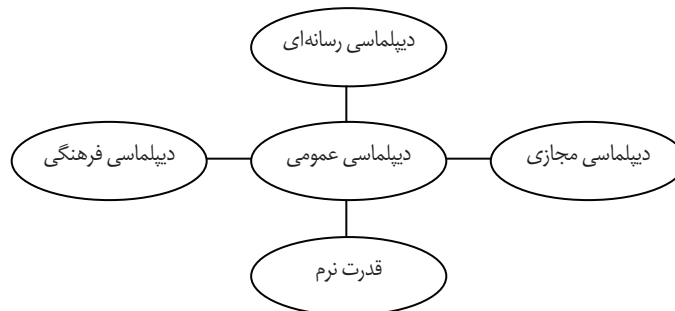 دیپلماسی رسانه‌ای
دیپلماسی مجازی
دیپلماسی عمومی
دیپلماسی فرهنگی
قدرت نرم